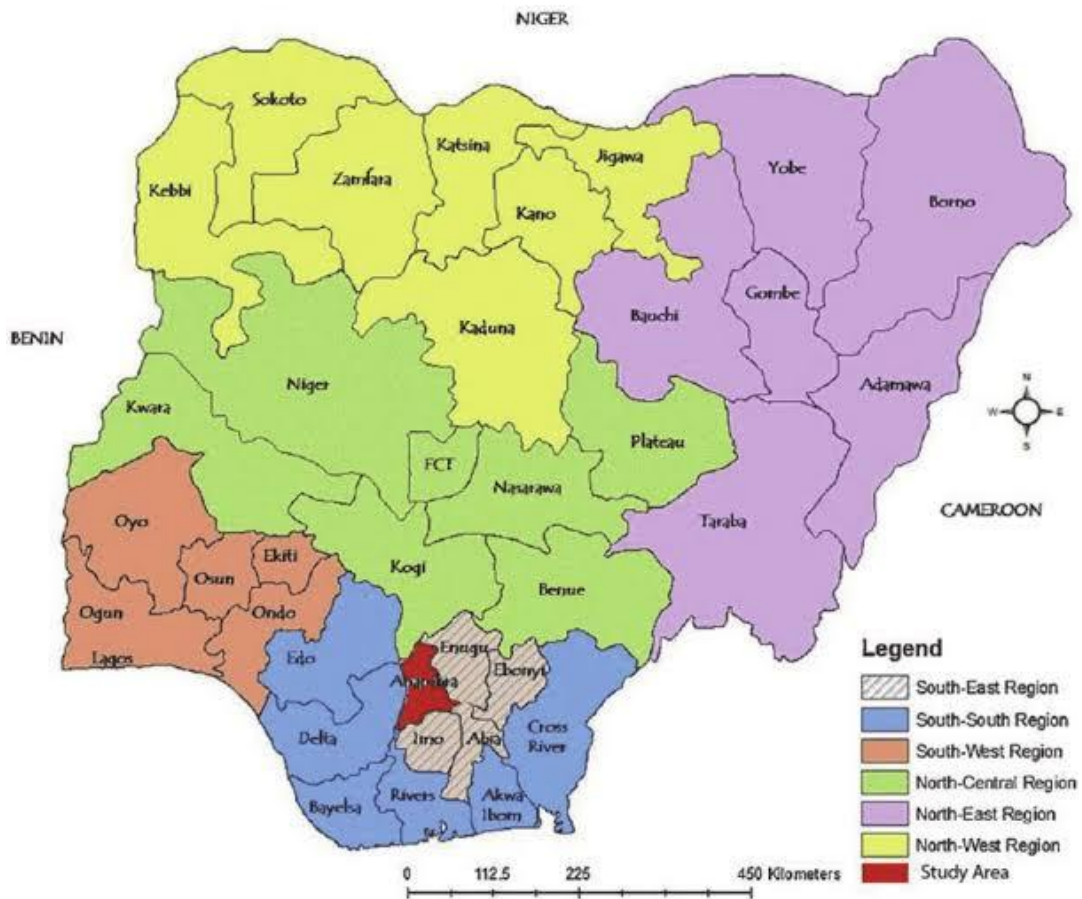 NIGER
Sokoto
Katsina
Jigawa
Yobe
Kebbi
Zamfara
Kano
Borno
Gombe
Bauchi
Kaduna
BENIN
Niger
Adamawa
Kwara
N
W
E
S
Plateau
FCT
Nasarawa
Taraba
CAMEROON
Oyo
Ekiti
Osun
Kogi
Benue
Ogun
Ondo
Lagos
Edo
Enugu
Ebonyi
Anambra
Delta
Imo
Abia
Cross
River
Bayelsa
Rivers
Akwa
Ibom
Legend
South-East Region
South-South Region
South-West Region
North-Central Region
North-East Region
North-West Region
Study Area
0 112.5 225 450 Kilometers